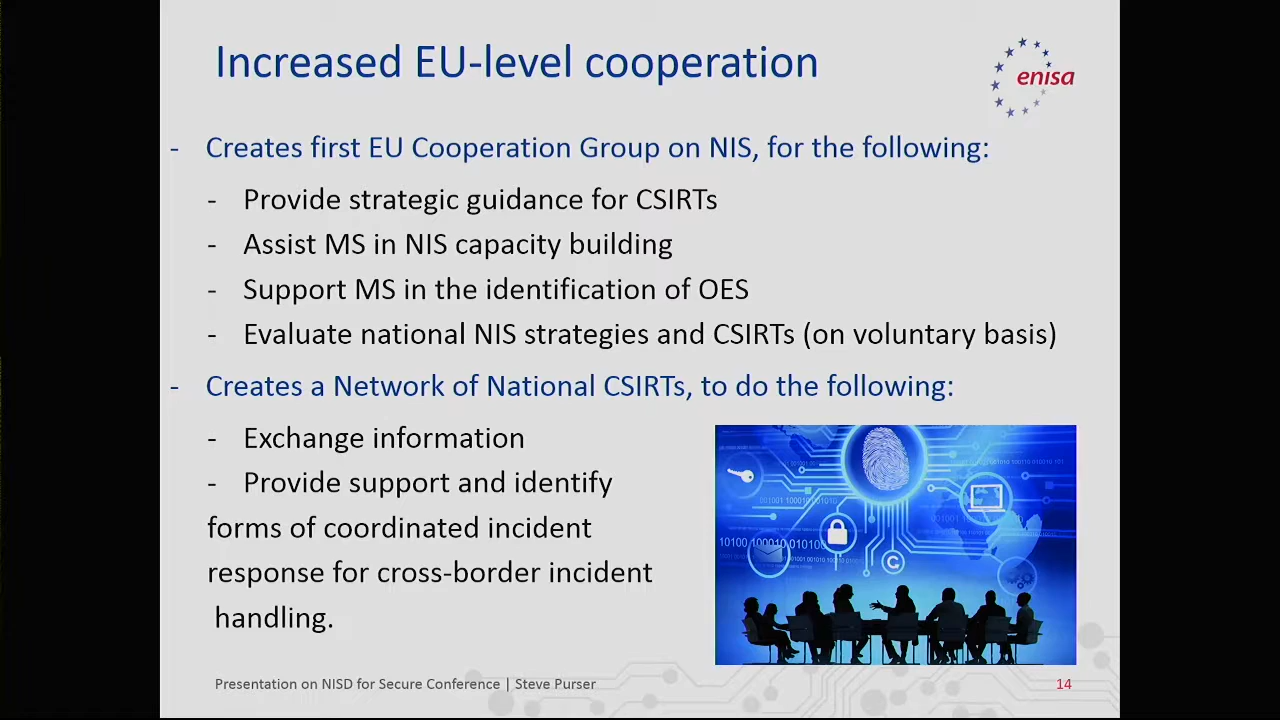 Increased EU-level cooperation
enisa
- Creates first EU Cooperation Group on NIS, for the following:
- Provide strategic guidance for CSIRTs
- Assist MS in NIS capacity building
- Support MS in the identification of OES
- Evaluate national NIS strategies and CSIRTs (on voluntary basis)
- Creates a Network of National CSIRTs, to do the following:
- Exchange information
- Provide support and identify
forms of coordinated incident
response for cross-border incident
handling.
10100 100010 010100
Presentation on NISD for Secure Conference | Steve Purser
14